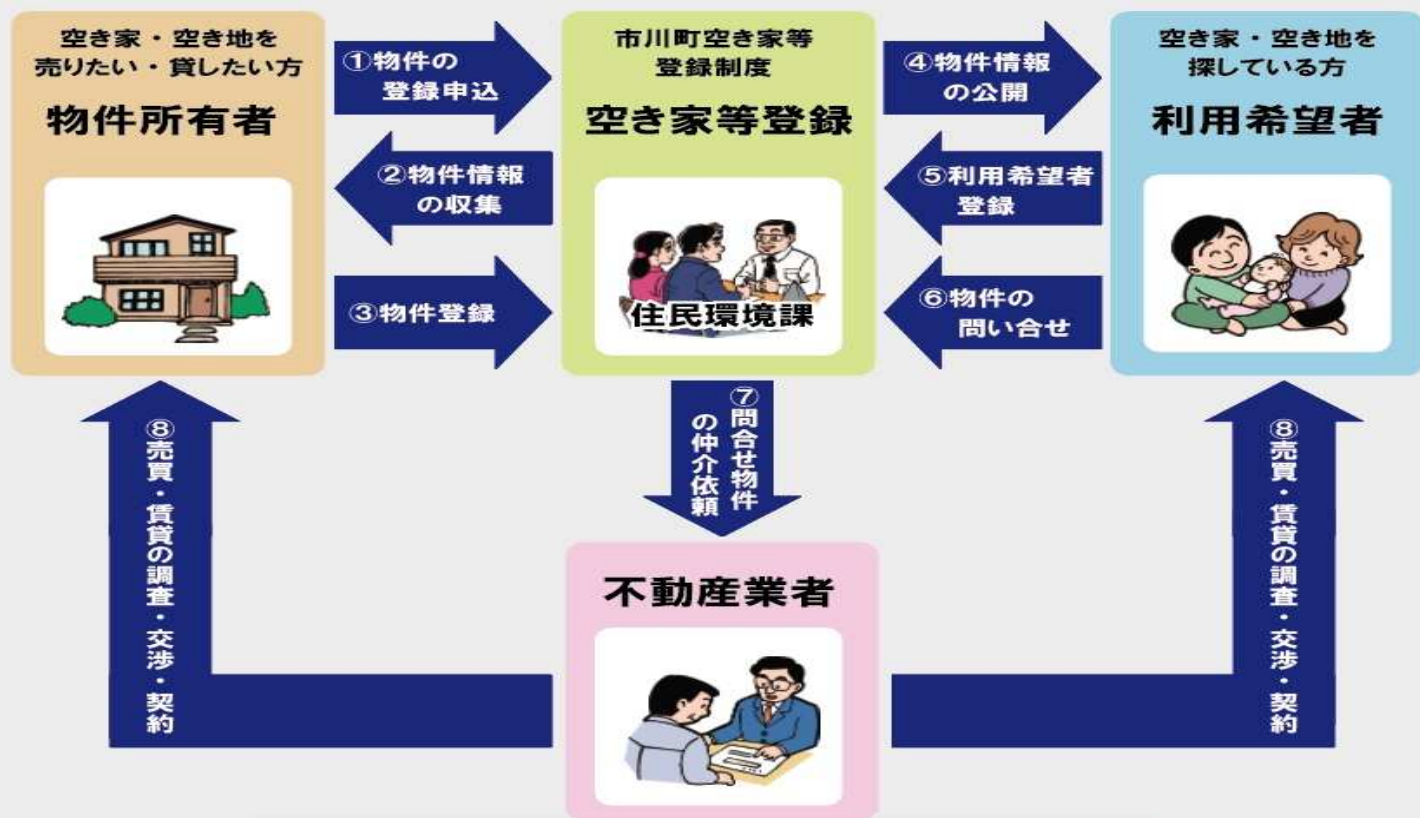 空き家・空き地を
売りたい・貸したい方
物件所有者
①物件の
登録申込
②物件情報
の収集
③物件登録
市川町空き家等
登録制度
空き家等登録
住民環境課
④物件情報
の公開
⑤利用希望者
登録
⑥物件の
問い合せ
空き家・空き地を
探している方
利用希望者
⑦問合せ物件
の仲介依頼
⑧売買・賃貸の調査・交渉・契約
不動産業者
⑧売買・賃貸の調査・交渉・契約